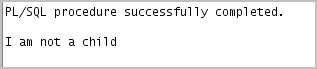 PL/SQL procedure successfully completed.
I am not a child